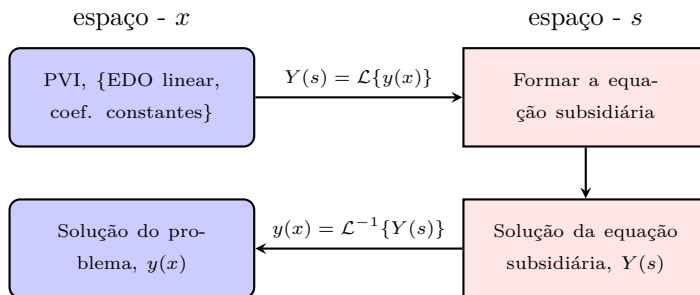 espaço - x
espaço - s
PVI, {EDO linear,
coef. constantes}
Y(s) = ℒ{y(x)}
Formar a equa-
ção subsidiária
Solução do pro-
blema, y(x)
y(x) = ℒ⁻¹{Y(s)}
Solução da equação
subsidiária, Y(s)